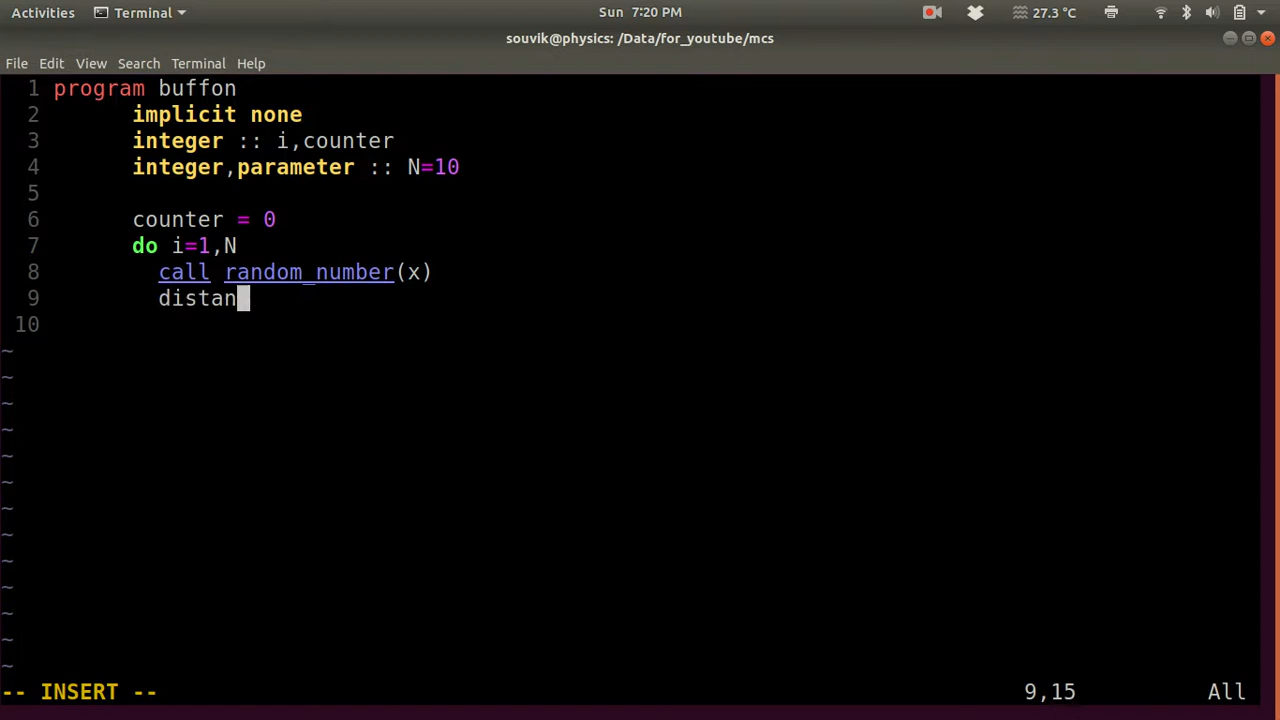 Activities Terminal Sun 7:20 PM 27.3 °C
souvik@physics: /Data/for_youtube/mcs
File Edit View Search Terminal Help
1 program buffon
2 implicit none
3 integer :: i,counter
4 integer,parameter :: N=10
5
6 counter = 0
7 do i=1,N
8 call random_number(x)
9 distan
10
~
~
~
~
~
~
~
~
~
~
~
~
~
-- INSERT -- 9,15 All